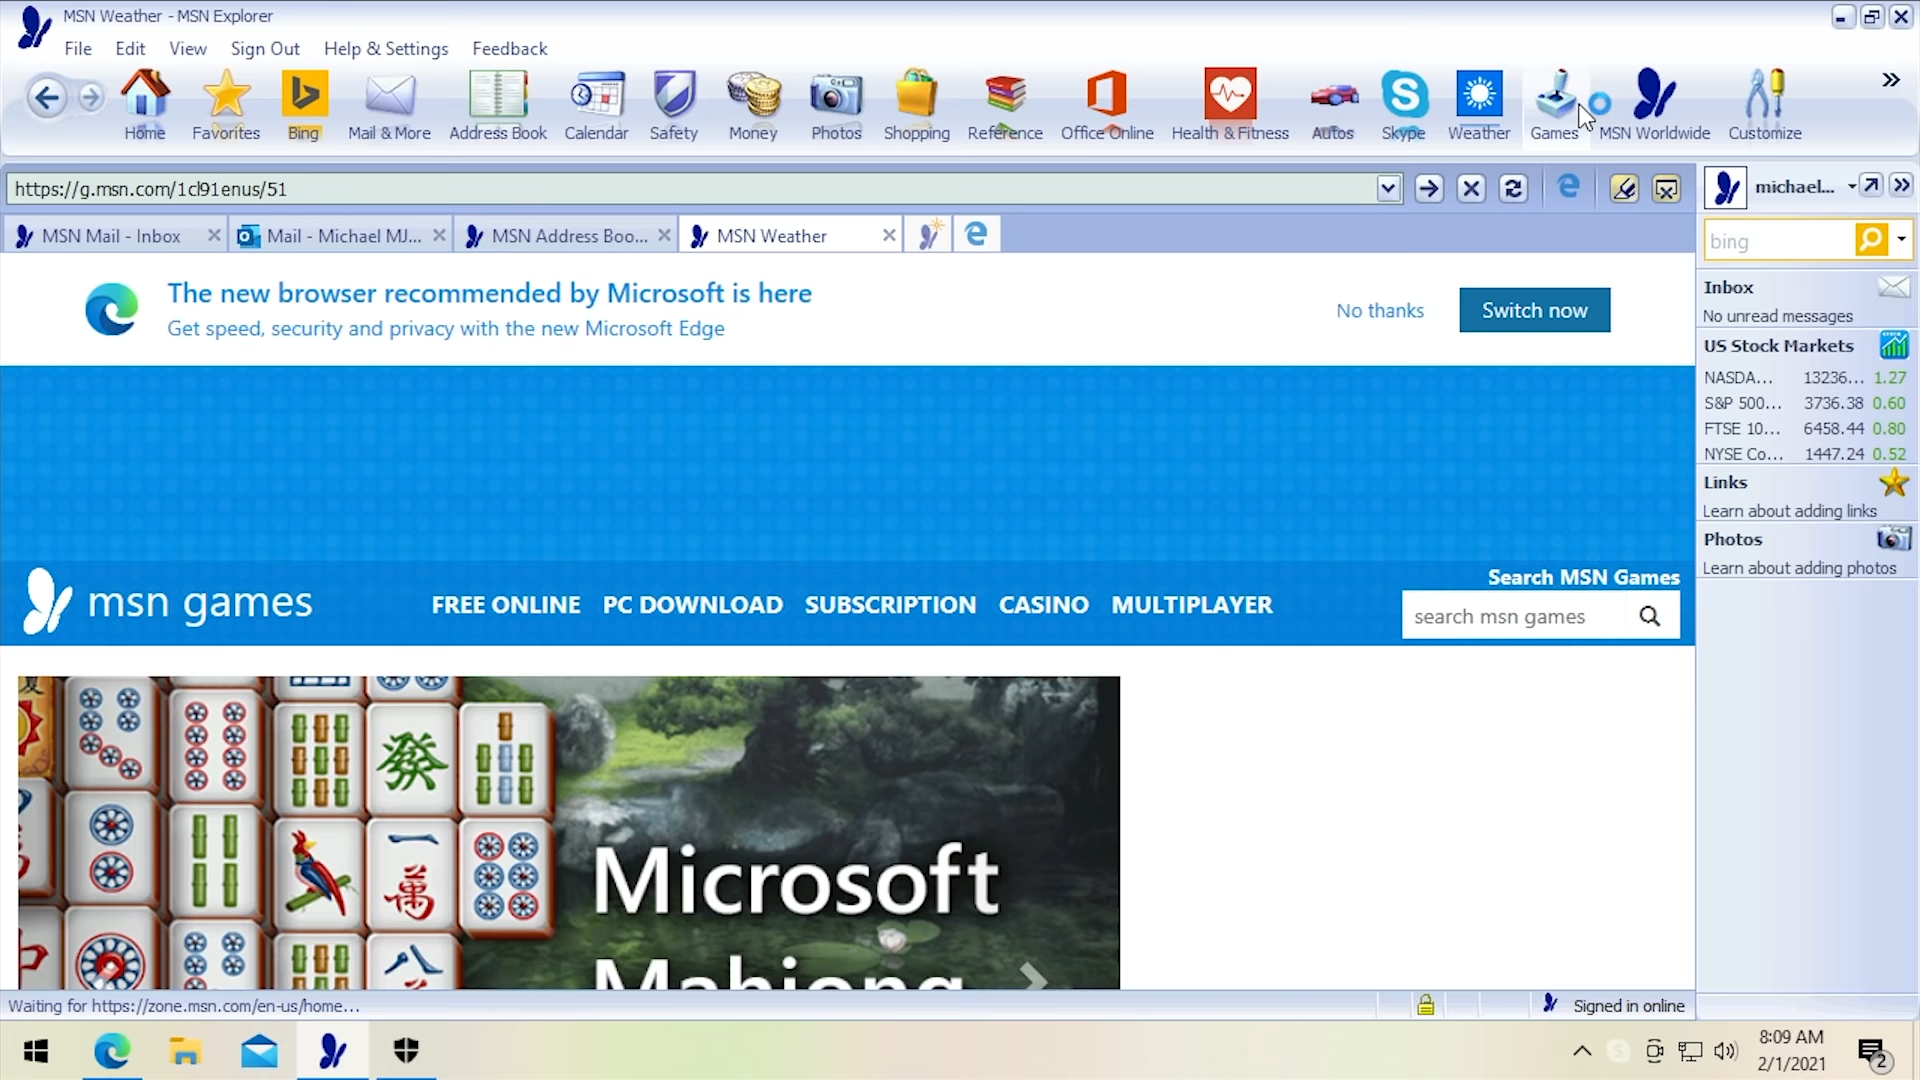 MSN Weather - MSN Explorer
File Edit View Sign Out Help & Settings Feedback
Home Favorites Bing Mail & More Address Book Calendar Safety Money Photos Shopping Reference Office Online Health & Fitness Autos Skype Weather Games MSN Worldwide Customize
https://g.msn.com/1cl91enus/51
michael...
MSN Mail - Inbox Mail - Michael MJ... MSN Address Boo... MSN Weather
bing
The new browser recommended by Microsoft is here
Get speed, security and privacy with the new Microsoft Edge
No thanks Switch now
Inbox
No unread messages
US Stock Markets
NASDA... 13236... 1.27
S&P 500... 3736.38 0.60
FTSE 10... 6458.44 0.80
NYSE Co... 1447.24 0.52
Links
Learn about adding links
Photos
Learn about adding photos
msn games
FREE ONLINE PC DOWNLOAD SUBSCRIPTION CASINO MULTIPLAYER
Search MSN Games
search msn games
發
一
萬
八
Microsoft
Mahjong
Waiting for https://zone.msn.com/en-us/home...
Signed in online
8:09 AM
2/1/2021
2